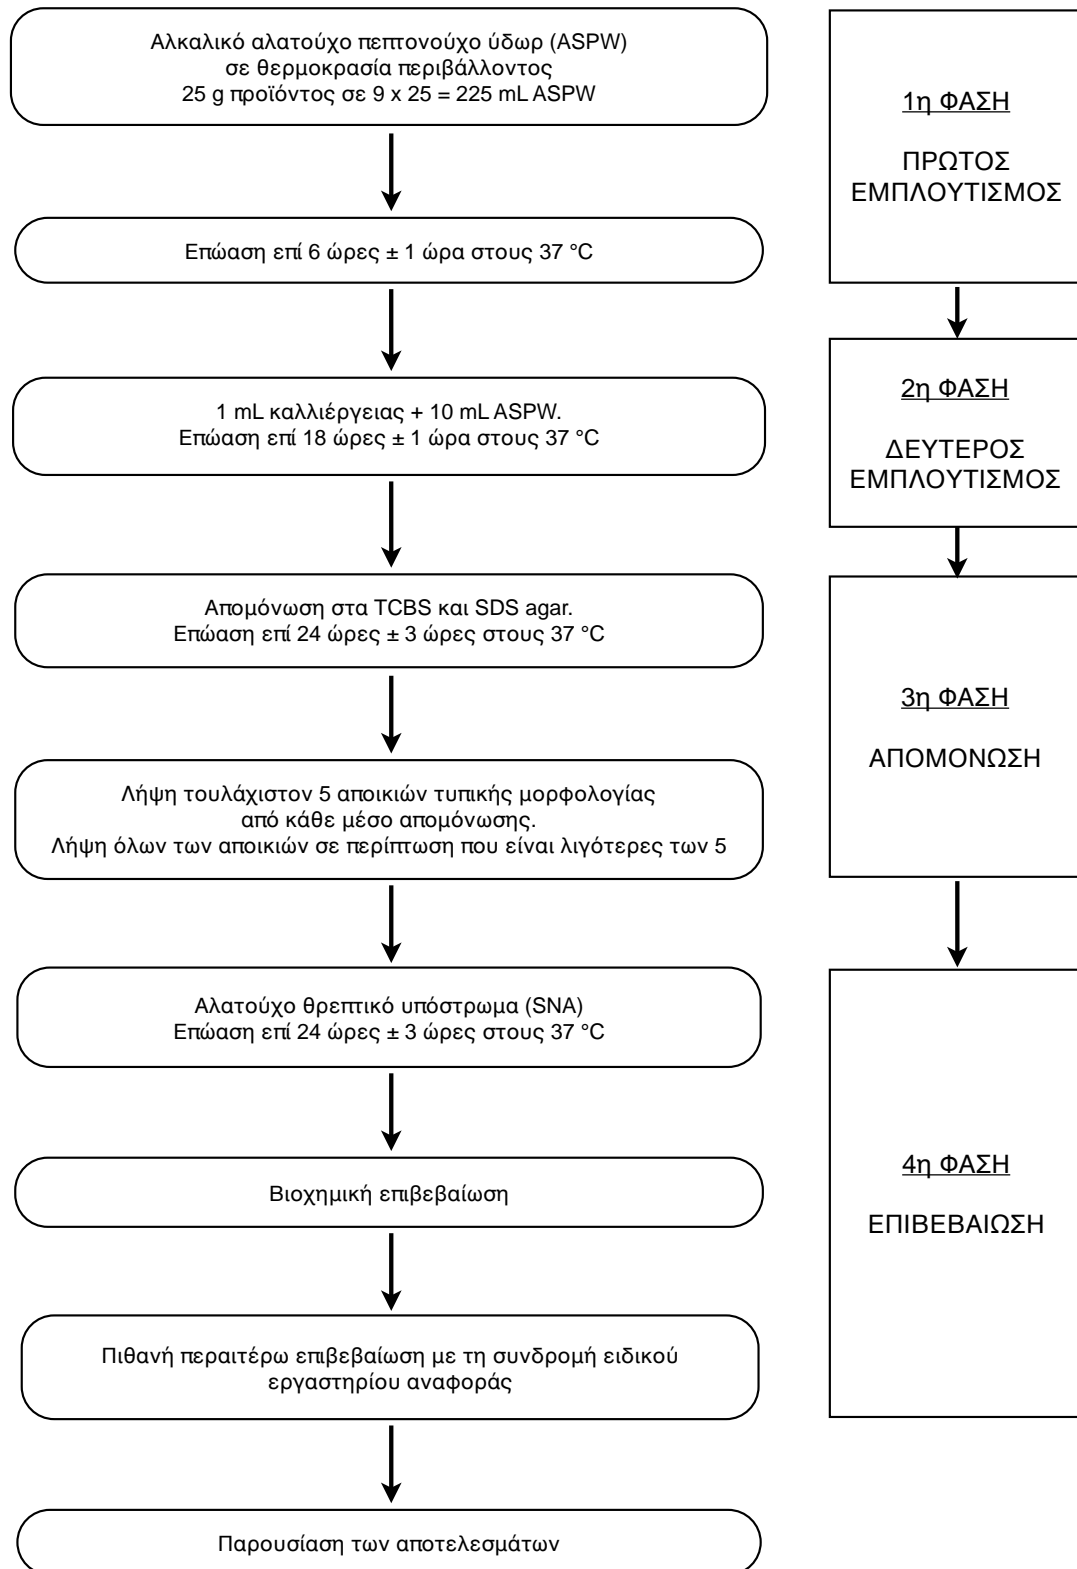 Αλκαλικό αλατούχο πεπτονούχο ύδωρ (ASPW)
σε θερμοκρασία περιβάλλοντος
25 g προϊόντος σε 9 x 25 = 225 mL ASPW
Επώαση επί 6 ώρες ± 1 ώρα στους 37 °C
1η ΦΑΣΗ
ΠΡΩΤΟΣ
ΕΜΠΛΟΥΤΙΣΜΟΣ
1 mL καλλιέργειας + 10 mL ASPW.
Επώαση επί 18 ώρες ± 1 ώρα στους 37 °C
2η ΦΑΣΗ
ΔΕΥΤΕΡΟΣ
ΕΜΠΛΟΥΤΙΣΜΟΣ
Απομόνωση στα TCBS και SDS agar.
Επώαση επί 24 ώρες ± 3 ώρες στους 37 °C
Λήψη τουλάχιστον 5 αποικιών τυπικής μορφολογίας
από κάθε μέσο απομόνωσης.
Λήψη όλων των αποικιών σε περίπτωση που είναι λιγότερες των 5
3η ΦΑΣΗ
ΑΠΟΜΟΝΩΣΗ
Αλατούχο θρεπτικό υπόστρωμα (SNA)
Επώαση επί 24 ώρες ± 3 ώρες στους 37 °C
Βιοχημική επιβεβαίωση
Πιθανή περαιτέρω επιβεβαίωση με τη συνδρομή ειδικού
εργαστηρίου αναφοράς
4η ΦΑΣΗ
ΕΠΙΒΕΒΑΙΩΣΗ
Παρουσίαση των αποτελεσμάτων